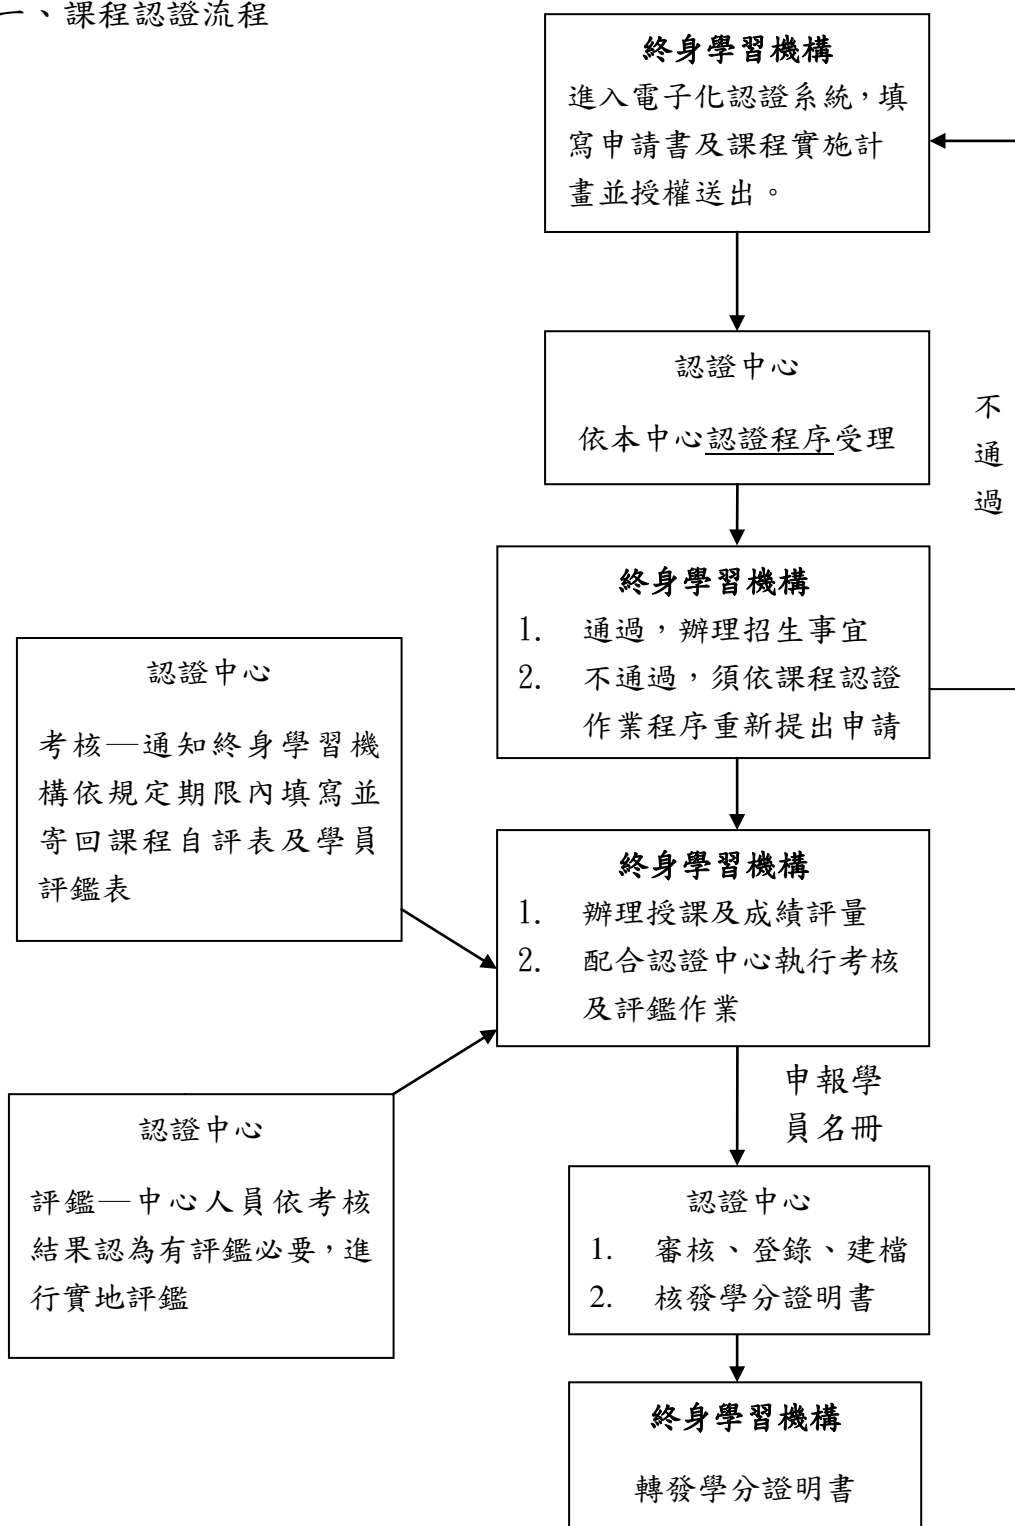 一、課程認證流程
終身學習機構
進入電子化認證系統，填
寫申請書及課程實施計
畫並授權送出。
認證中心
依本中心認證程序受理
不
通
過
終身學習機構
1. 通過，辦理招生事宜
2. 不通過，須依課程認證
作業程序重新提出申請
認證中心
考核—通知終身學習機
構依規定期限內填寫並
寄回課程自評表及學員
評鑑表
終身學習機構
1. 辦理授課及成績評量
2. 配合認證中心執行考核
及評鑑作業
申報學
員名冊
認證中心
評鑑—中心人員依考核
結果認為有評鑑必要，進
行實地評鑑
認證中心
1. 審核、登錄、建檔
2. 核發學分證明書
終身學習機構
轉發學分證明書